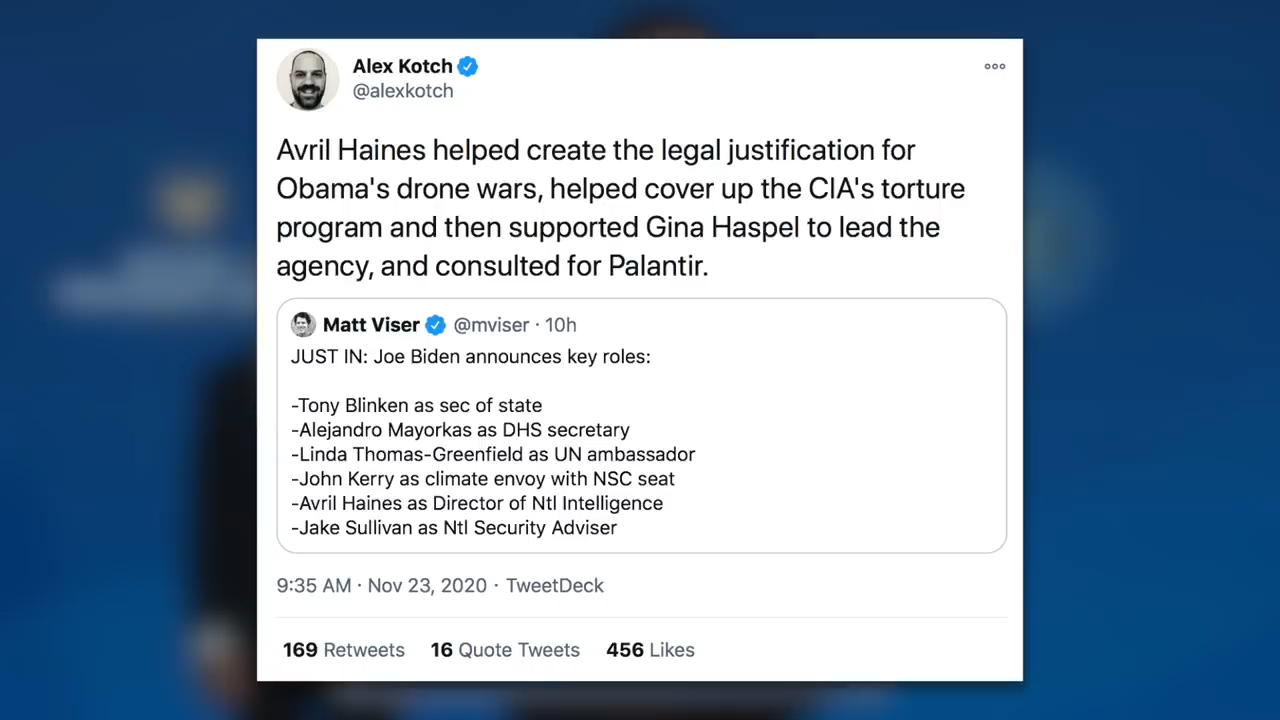 Alex Kotch
@alexkotch
Avril Haines helped create the legal justification for
Obama's drone wars, helped cover up the CIA's torture
program and then supported Gina Haspel to lead the
agency, and consulted for Palantir.
Matt Viser @mviser · 10h
JUST IN: Joe Biden announces key roles:
-Tony Blinken as sec of state
-Alejandro Mayorkas as DHS secretary
-Linda Thomas-Greenfield as UN ambassador
-John Kerry as climate envoy with NSC seat
-Avril Haines as Director of Ntl Intelligence
-Jake Sullivan as Ntl Security Adviser
9:35 AM · Nov 23, 2020 · TweetDeck
169 Retweets 16 Quote Tweets 456 Likes